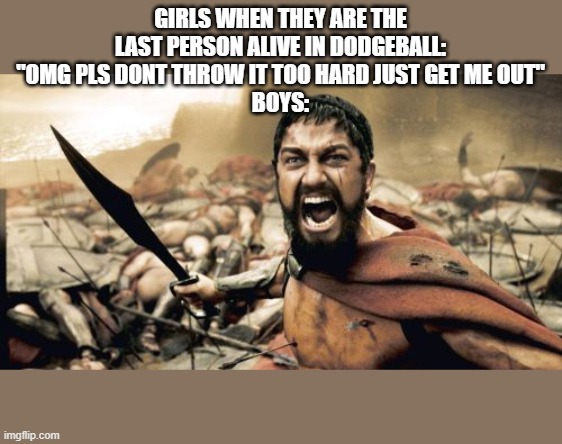 GIRLS WHEN THEY ARE THE
LAST PERSON ALIVE IN DODGEBALL:
"OMG PLS DONT THROW IT TOO HARD JUST GET ME OUT"
BOYS:
imgflip.com